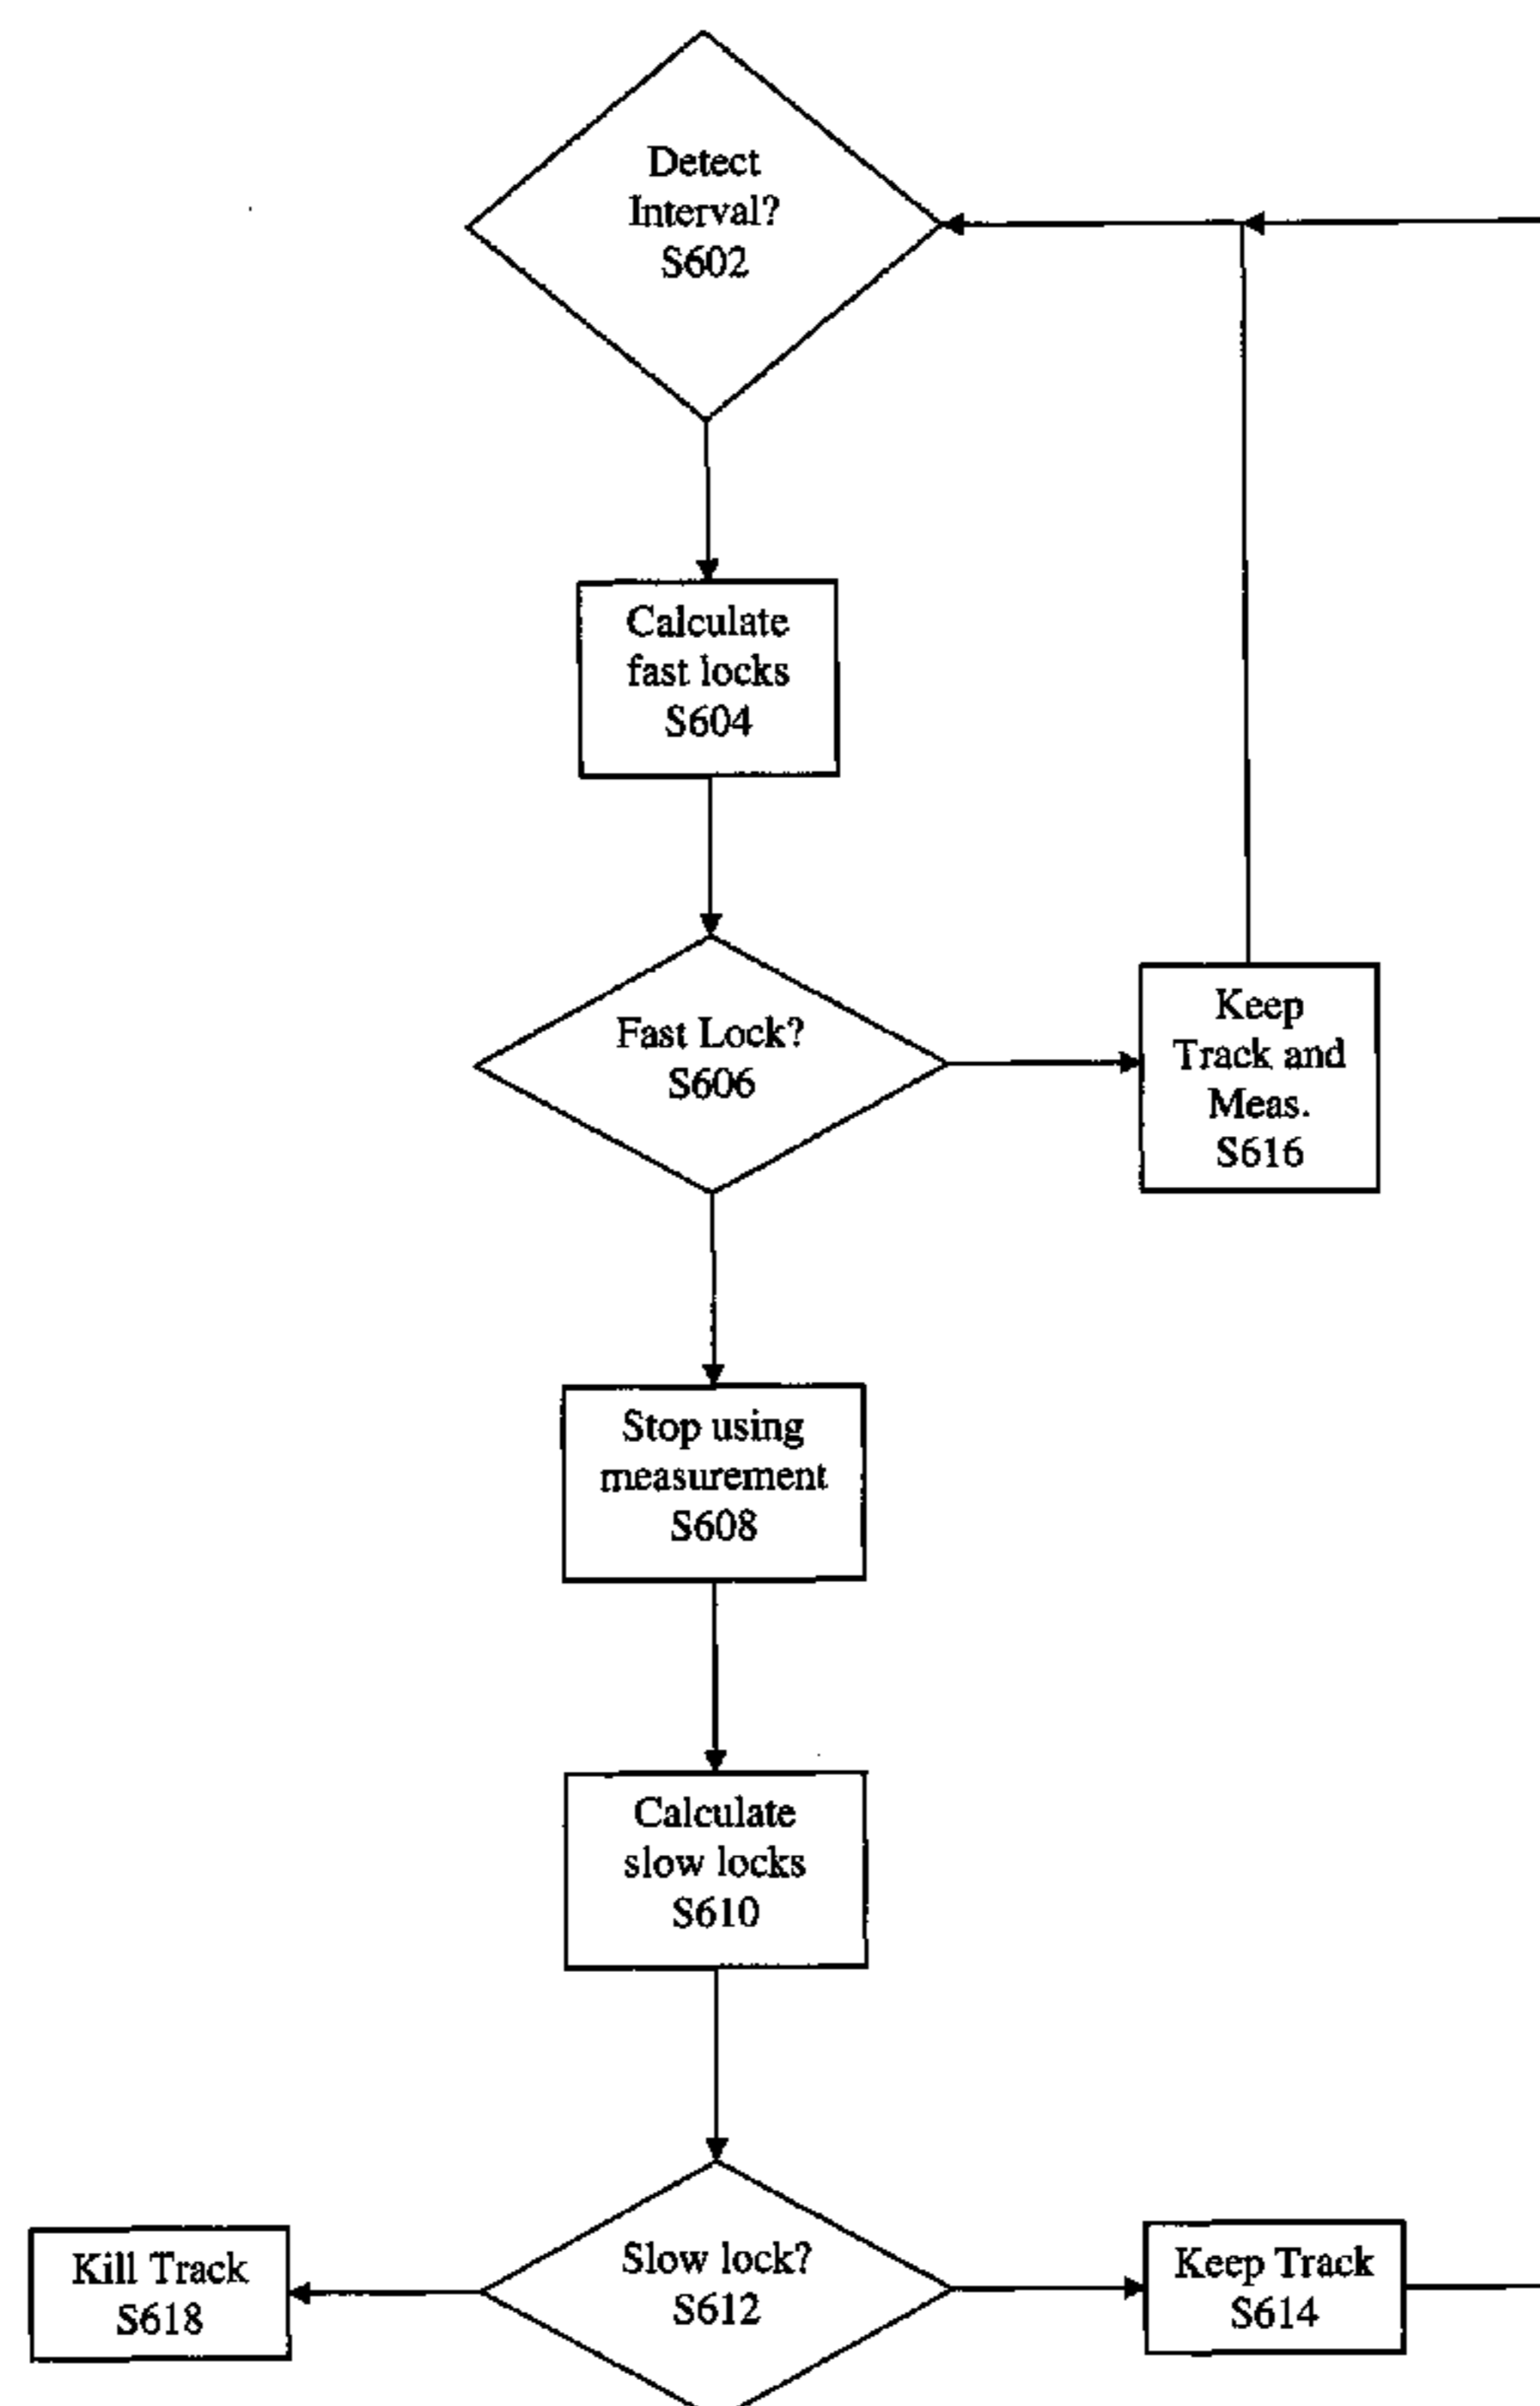 Detect
Interval?
S602
Calculate
fast locks
S604
Fast Lock?
S606
Keep
Track and
Meas.
S616
Stop using
measurement
S608
Calculate
slow locks
S610
Kill Track
S618
Slow lock?
S612
Keep Track
S614